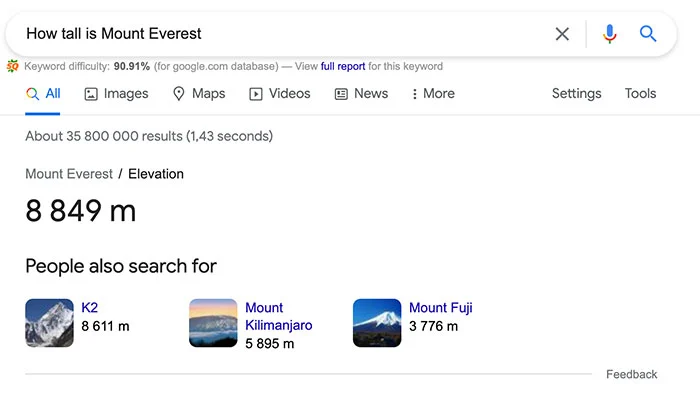 How tall is Mount Everest
SQ
Keyword difficulty: 90.91% (for google.com database) — View full report for this keyword
All Images Maps Videos News More Settings Tools
About 35 800 000 results (1,43 seconds)
Mount Everest / Elevation
8 849 m
People also search for
K2
8 611 m
Mount
Kilimanjaro
5 895 m
Mount Fuji
3 776 m
Feedback